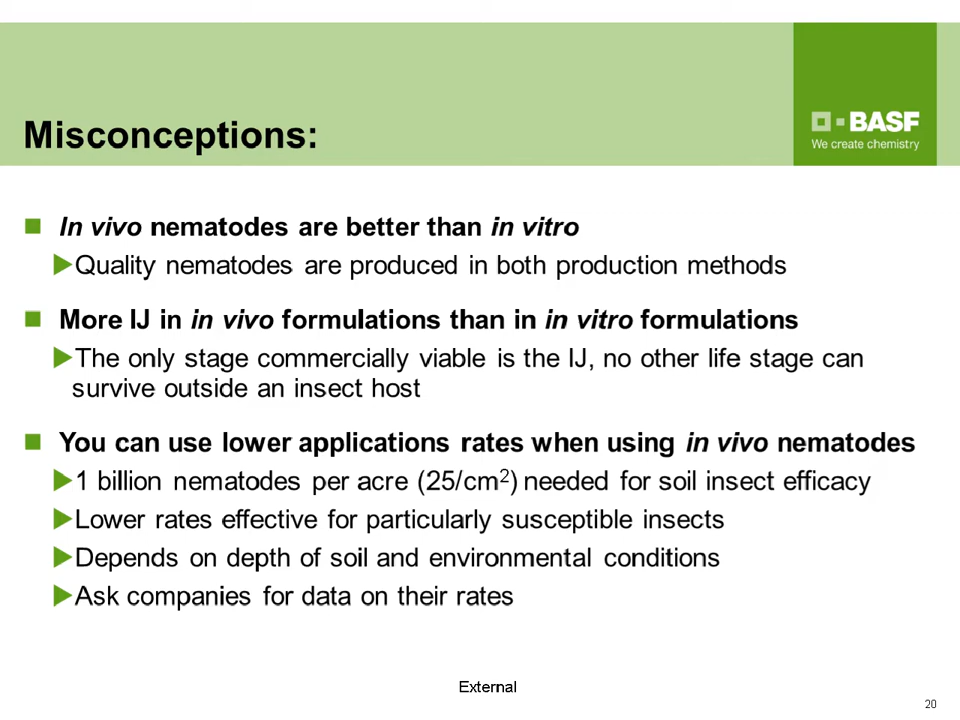 Misconceptions:
BASF
We create chemistry
In vivo nematodes are better than in vitro
Quality nematodes are produced in both production methods
More IJ in in vivo formulations than in in vitro formulations
The only stage commercially viable is the IJ, no other life stage can
survive outside an insect host
You can use lower applications rates when using in vivo nematodes
1 billion nematodes per acre (25/cm²) needed for soil insect efficacy
Lower rates effective for particularly susceptible insects
Depends on depth of soil and environmental conditions
Ask companies for data on their rates
External
20